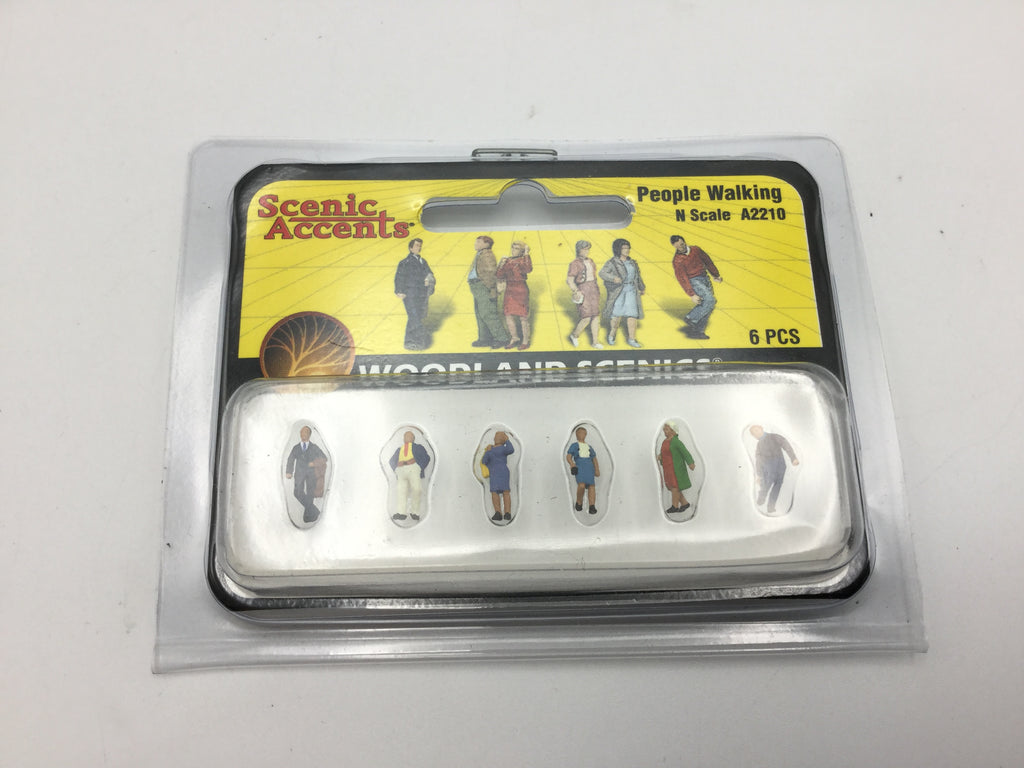 Scenic
Accents
People Walking
N Scale A2210
6 PCS
WOODLAND SCENICS®